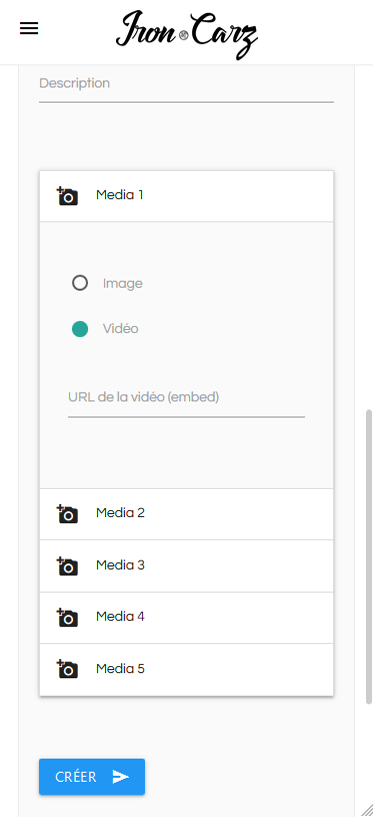 Iron Carz
Description
Media 1
Image
Vidéo
URL de la vidéo (embed)
Media 2
Media 3
Media 4
Media 5
CRÉER